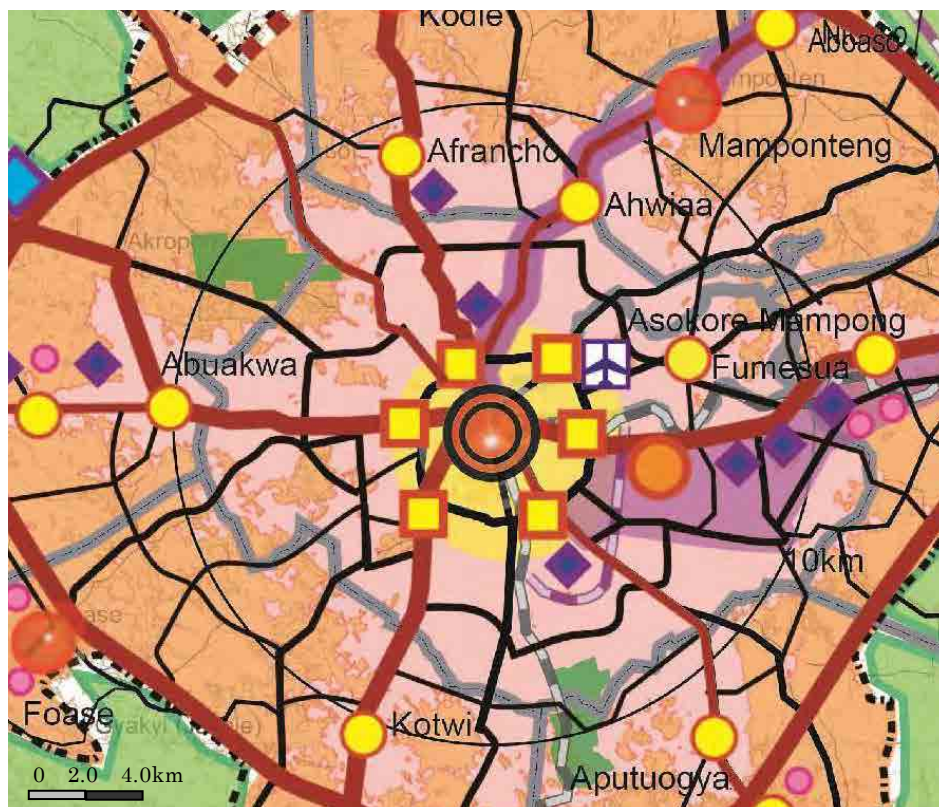 Kodie
Aboaso
Mamponteng
Afrancho
Ahwiaa
Asokore Mampong
Abuakwa
Fumesua
10km
Foase
Kotwi
Aputuogya
0 2.0 4.0km